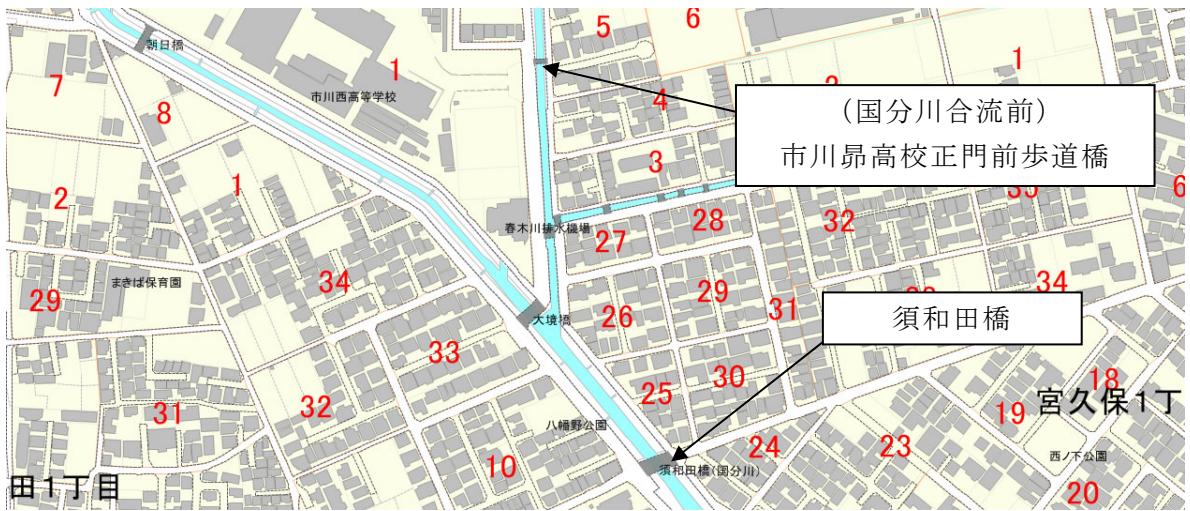 5
6
朝日橋
1
1
7
市川西高等学校
8
4
(国分川合流前)
市川昴高校正門前歩道橋
3
2
1
6
28
32
春木川排水機場
27
まきば保育園
34
29
34
29
26
31
大境橋
須和田橋
33
25
30
18
31
32
19
宮久保1丁
八幡野公園
24
23
10
西ノ下公園
須和田橋(国分川)
田1丁目
20